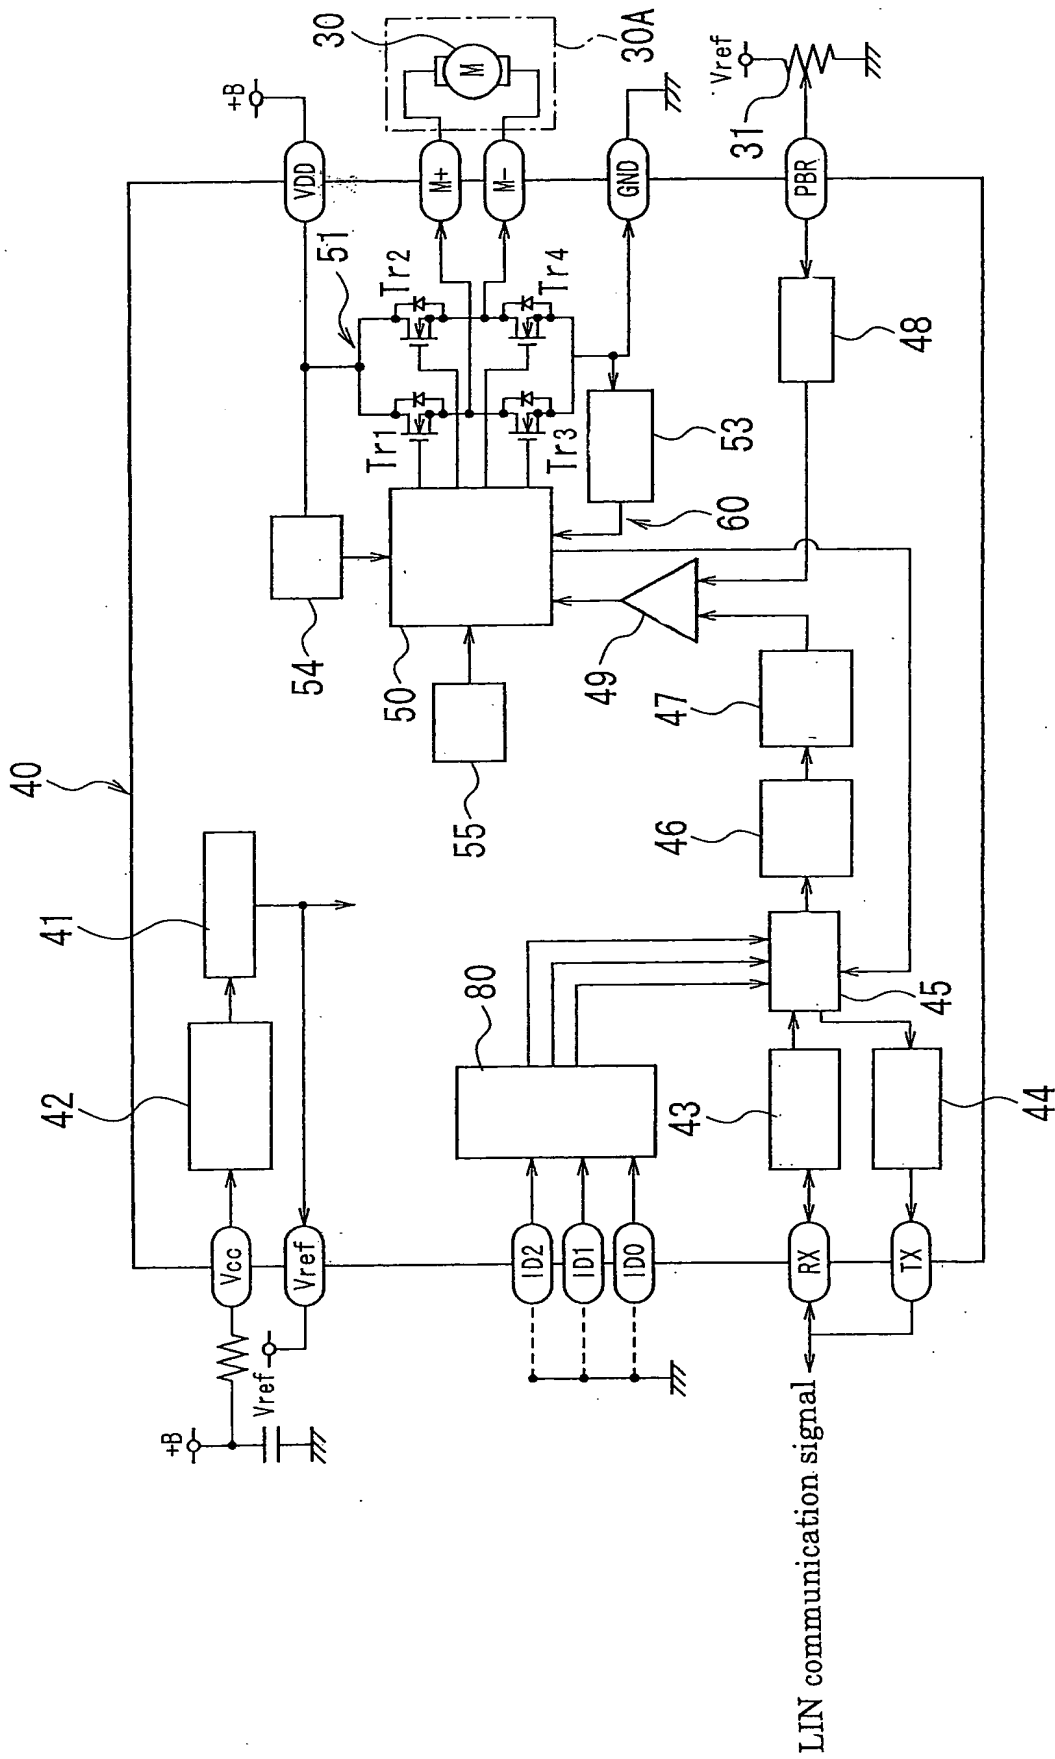 40
+B
VDD
30
M
30A
M+
M-
GND
Vref
31
PBR
51
Tr2
Tr4
Tr1
Tr3
53
60
48
54
50
55
49
47
46
45
41
42
80
43
44
Vcc
Vref
ID2
ID1
ID0
RX
TX
+B
Vref
LIN communication signal